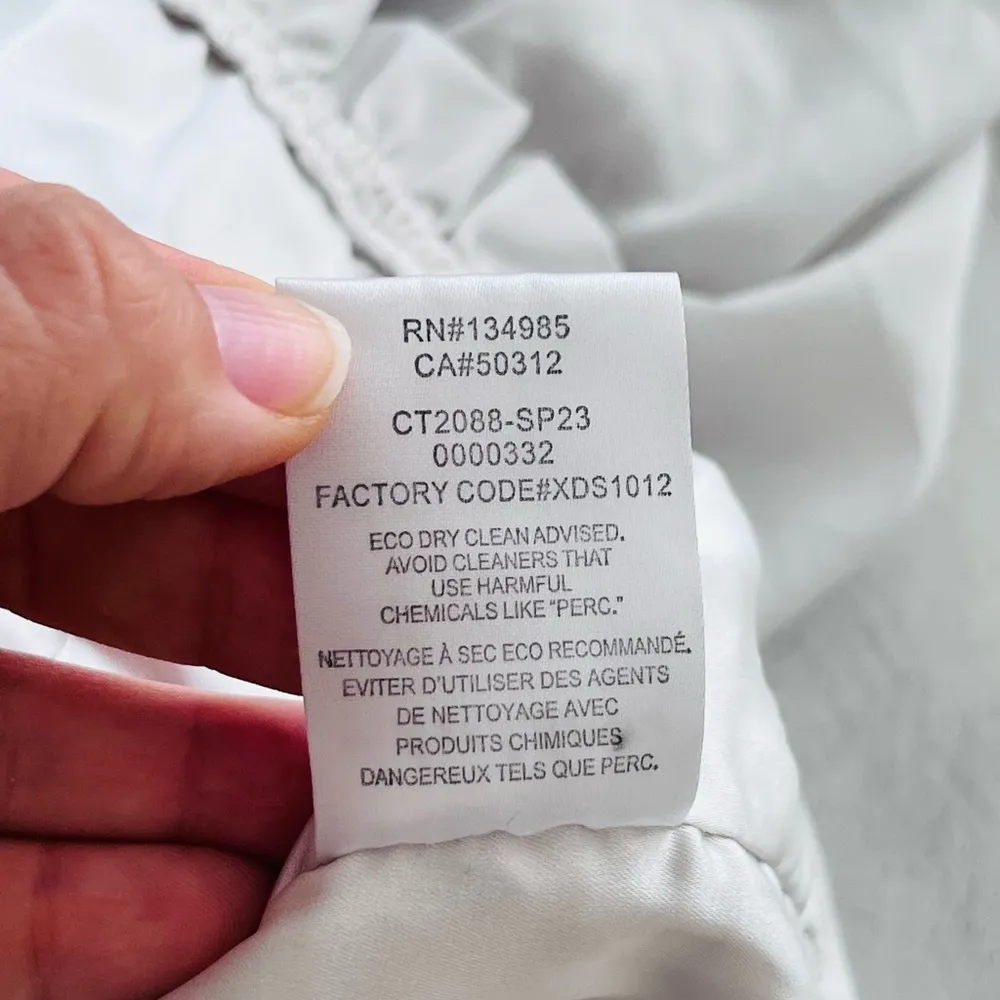 RN#134985
CA#50312
CT2088-SP23
0000332
FACTORY CODE#XDS1012
ECO DRY CLEAN ADVISED.
AVOID CLEANERS THAT
USE HARMFUL
CHEMICALS LIKE "PERC."
NETTOYAGE À SEC ECO RECOMMANDÉ.
EVITER D'UTILISER DES AGENTS
DE NETTOYAGE AVEC
PRODUITS CHIMIQUES
DANGEREUX TELS QUE PERC.